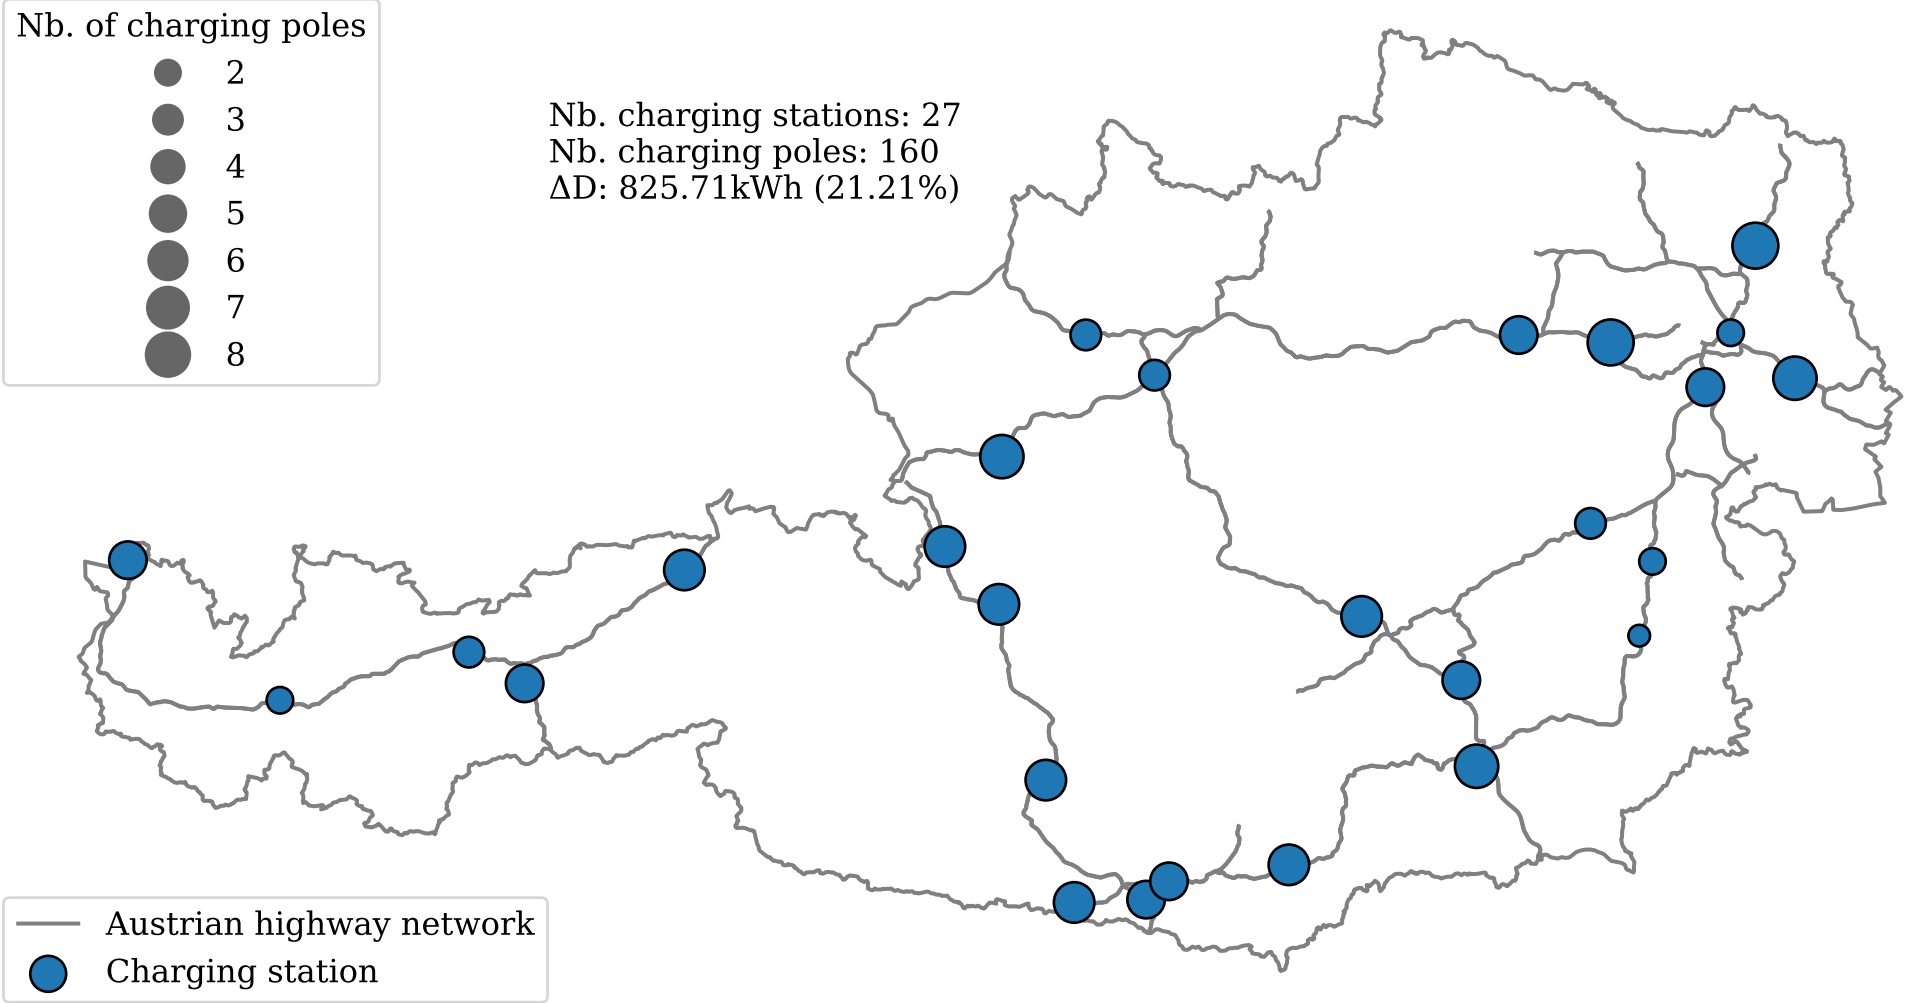 Nb. of charging poles
2
3
4
5
6
7
8
Nb. charging stations: 27
Nb. charging poles: 160
ΔD: 825.71kWh (21.21%)
Austrian highway network
Charging station